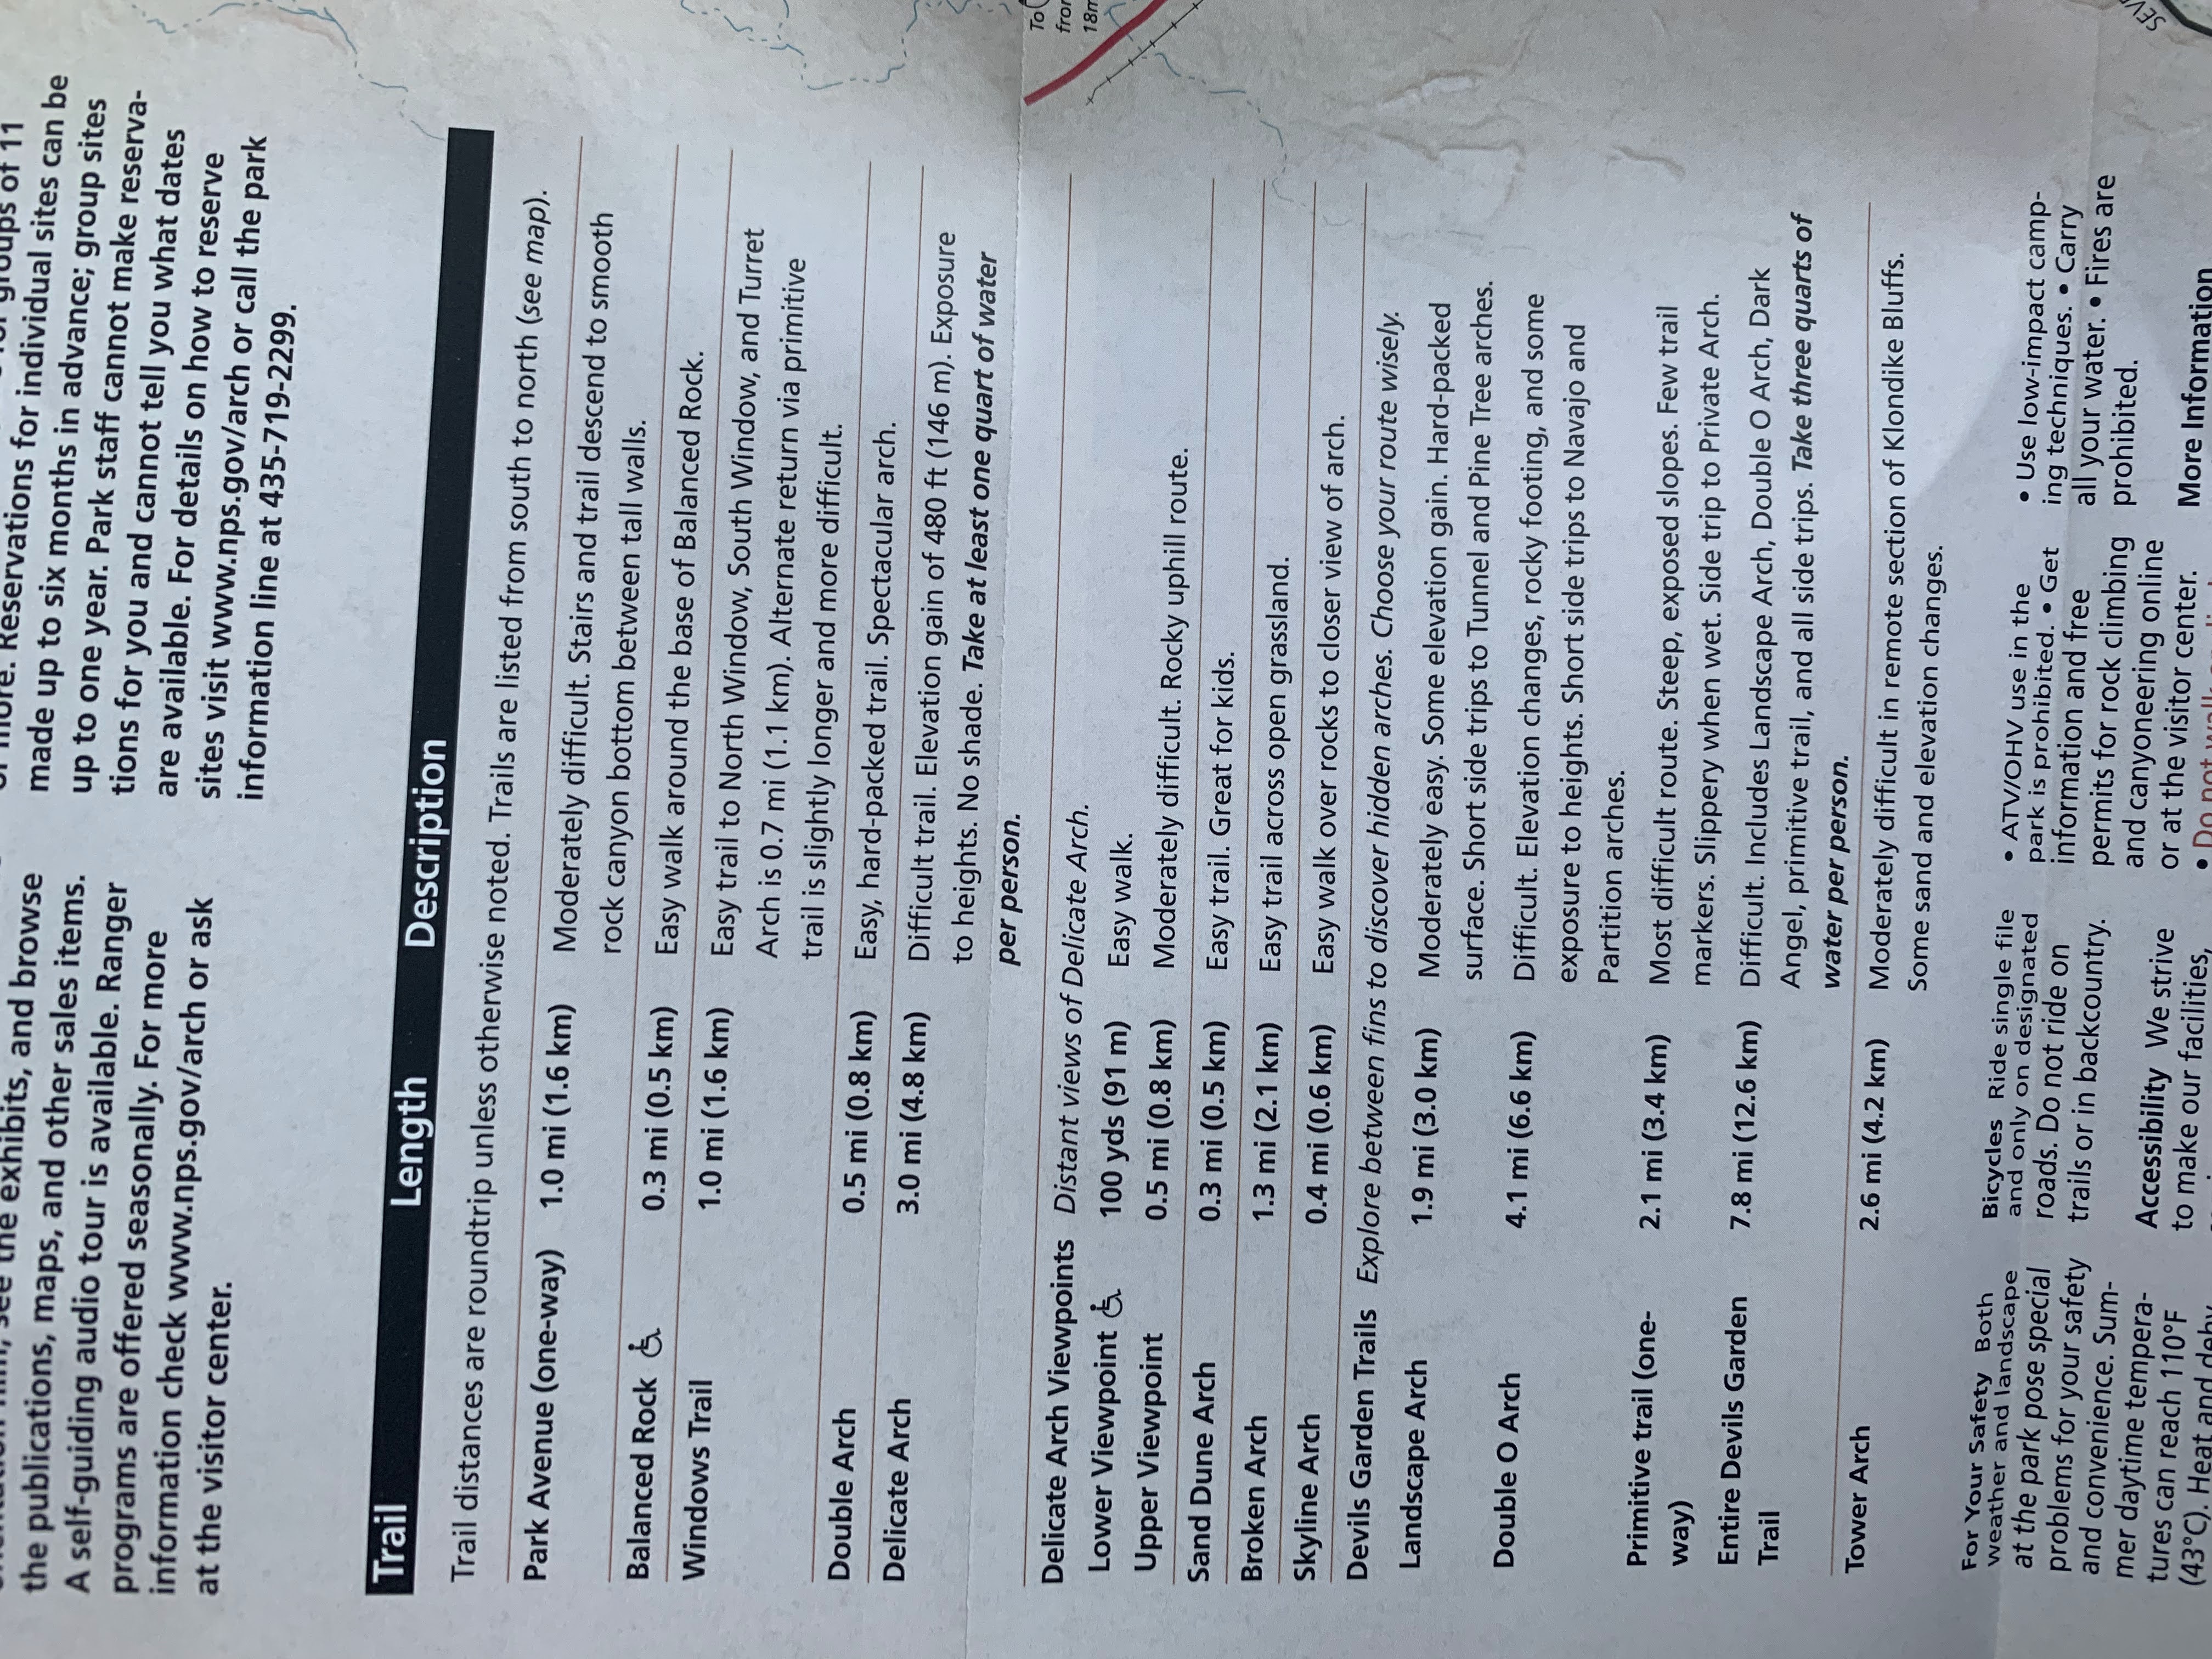 see the exhibits, and browse
the publications, maps, and other sales items.
A self-guiding audio tour is available. Ranger
programs are offered seasonally. For more
information check www.nps.gov/arch or ask
at the visitor center.
groups of 11
or more. Reservations for individual sites can be
made up to six months in advance; group sites
up to one year. Park staff cannot make reserva-
tions for you and cannot tell you what dates
are available. For details on how to reserve
sites visit www.nps.gov/arch or call the park
information line at 435-719-2299.
Trail Length Description
Trail distances are roundtrip unless otherwise noted. Trails are listed from south to north (see map).
Park Avenue (one-way) 1.0 mi (1.6 km) Moderately difficult. Stairs and trail descend to smooth
rock canyon bottom between tall walls.
Balanced Rock 0.3 mi (0.5 km) Easy walk around the base of Balanced Rock.
Windows Trail 1.0 mi (1.6 km) Easy trail to North Window, South Window, and Turret
Arch is 0.7 mi (1.1 km). Alternate return via primitive
trail is slightly longer and more difficult.
Double Arch 0.5 mi (0.8 km) Easy, hard-packed trail. Spectacular arch.
Delicate Arch 3.0 mi (4.8 km) Difficult trail. Elevation gain of 480 ft (146 m). Exposure
to heights. No shade. Take at least one quart of water
per person.
Delicate Arch Viewpoints Distant views of Delicate Arch.
Lower Viewpoint 100 yds (91 m) Easy walk.
Upper Viewpoint 0.5 mi (0.8 km) Moderately difficult. Rocky uphill route.
Sand Dune Arch 0.3 mi (0.5 km) Easy trail. Great for kids.
Broken Arch 1.3 mi (2.1 km) Easy trail across open grassland.
Skyline Arch 0.4 mi (0.6 km) Easy walk over rocks to closer view of arch.
Devils Garden Trails Explore between fins to discover hidden arches. Choose your route wisely.
Landscape Arch 1.9 mi (3.0 km) Moderately easy. Some elevation gain. Hard-packed
surface. Short side trips to Tunnel and Pine Tree arches.
Double O Arch 4.1 mi (6.6 km) Difficult. Elevation changes, rocky footing, and some
exposure to heights. Short side trips to Navajo and
Partition arches.
Primitive trail (one- 2.1 mi (3.4 km) Most difficult route. Steep, exposed slopes. Few trail
way) markers. Slippery when wet. Side trip to Private Arch.
Entire Devils Garden 7.8 mi (12.6 km) Difficult. Includes Landscape Arch, Double O Arch, Dark
Trail Angel, primitive trail, and all side trips. Take three quarts of
water per person.
Tower Arch 2.6 mi (4.2 km) Moderately difficult in remote section of Klondike Bluffs.
Some sand and elevation changes.
For Your Safety Both
weather and landscape
at the park pose special
problems for your safety
and convenience. Sum-
mer daytime tempera-
tures can reach 110°F
(43°C). Heat and
Bicycles Ride single file
and only on designated
roads. Do not ride on
trails or in backcountry.
Accessibility We strive
to make our facilities,
• ATV/OHV use in the
park is prohibited. • Get
information and free
permits for rock climbing
and canyoneering online
or at the visitor center.
• Do not walk
• Use low-impact camp-
ing techniques. • Carry
all your water. • Fires are
prohibited.
More Information
To
18m